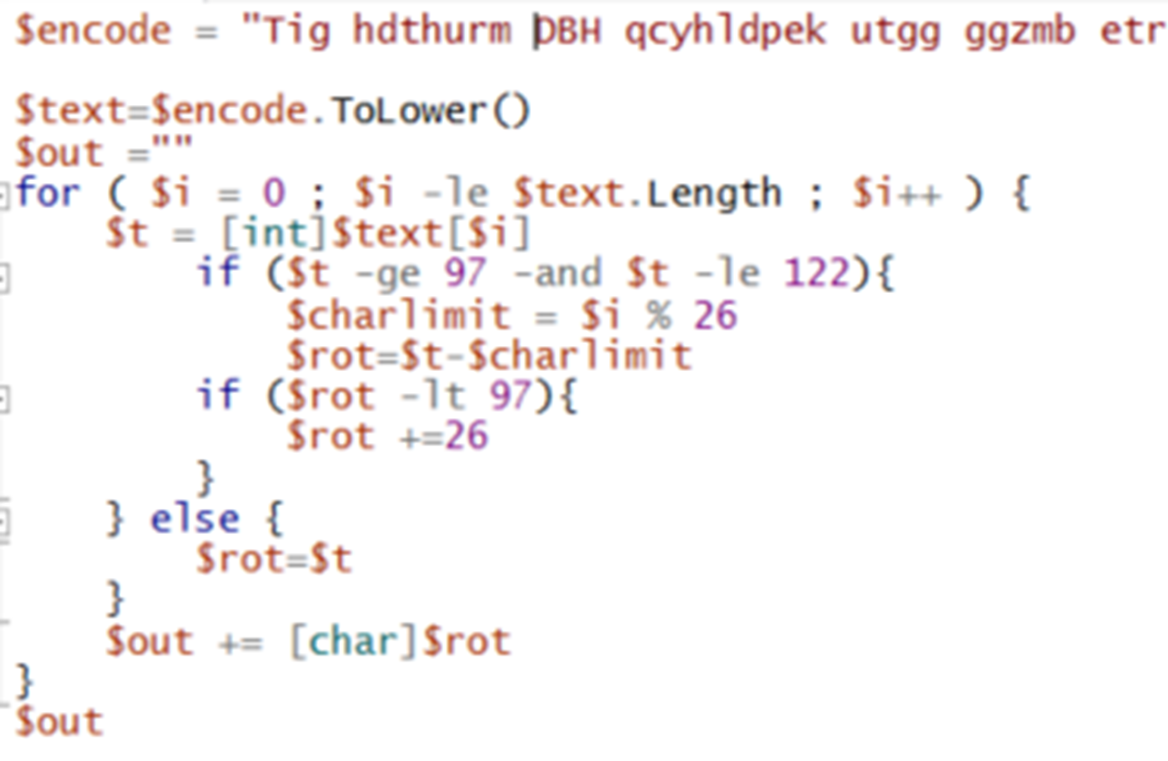 $encode = "Tig hdthurm DBH qcyhldpek utgg ggzmb etr
$text=$encode.ToLower()
$out =""
for ( $i = 0 ; $i -le $text.Length ; $i++ ) {
$t = [int]$text[$i]
if ($t -ge 97 -and $t -le 122){
$charlimit = $i % 26
$rot=$t-$charlimit
if ($rot -lt 97){
$rot +=26
}
} else {
$rot=$t
}
$out += [char]$rot
}
$out